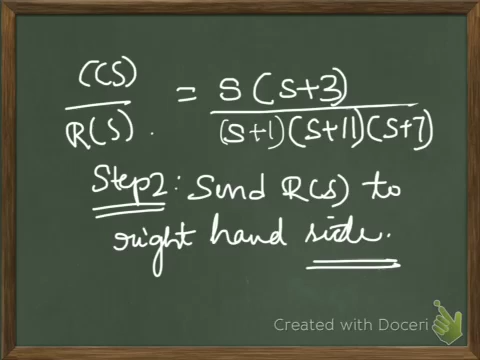 C(S) / R(S). = S(S+3) / (S+1)(S+11)(S+7)
Step2: Send R(S) to
right hand side.
Created with Doceri